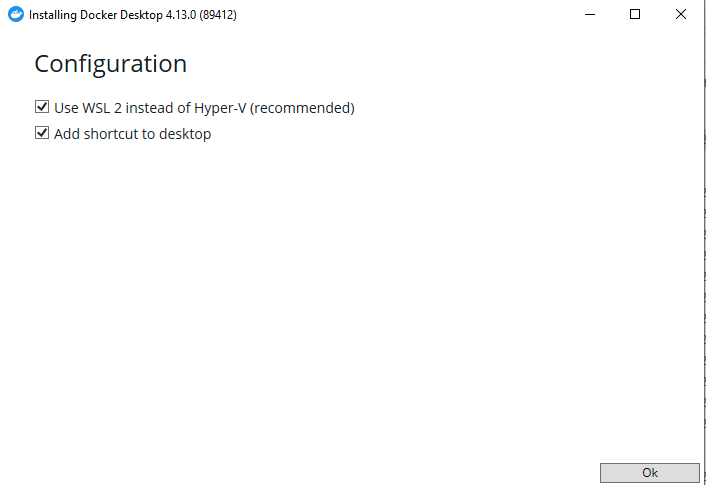 Installing Docker Desktop 4.13.0 (89412)
Configuration
Use WSL 2 instead of Hyper-V (recommended)
Add shortcut to desktop
Ok